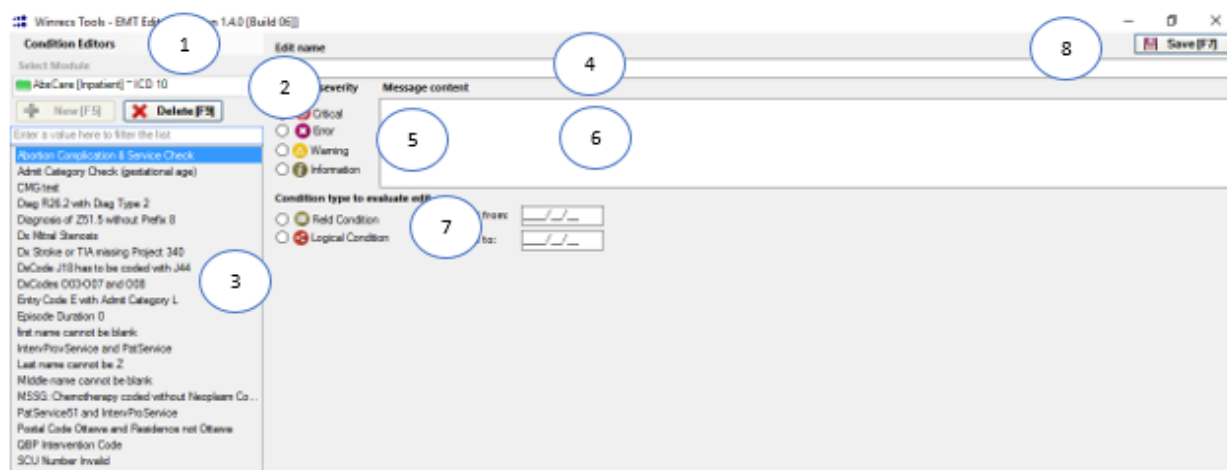 Winrecs Tools - EMT Edit 1.4.0 [Build 06]]
Condition Editors
1
Edit name
8
Save [F7]
Select Module
AbsCare [Inpatient] ~ ICD 10
4
2
severity
Message content
New [F5]
Delete [F9]
Critical
Enter a value here to filter the list
Error
5
6
Abortion Complication & Service Check
Warning
Admit Category Check (gestational age)
Information
CMG test
Diag R26.2 with Diag Type 2
Condition type to evaluate edit
Diagnosis of Z51.5 without Prefix 8
Field Condition
7
from:
__/_/__
Dx Mitral Stenosis
Logical Condition
to:
__/_/__
Dx Stroke or TIA missing Project 340
DxCode J18 has to be coded with J44
DxCodes O03-O07 and O08
3
Entry Code E with Admit Category L
Episode Duration 0
first name cannot be blank
IntervProvService and PatService
Last name cannot be Z
Middle-name cannot be blank
MSSG: Chemotherapy coded without Neoplasm Co...
PatService61 and IntervProService
Postal Code Ottawa and Residence not Ottawa
QBP Intervention Code
SCU Number Invalid